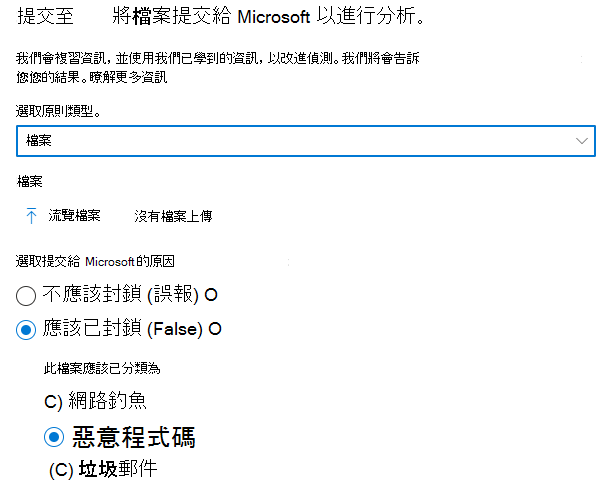 提交至 將檔案提交給 Microsoft 以進行分析。
我們會複習資訊，並使用我們已學到的資訊，以改進偵測。我們將會告訴
您您的結果。瞭解更多資訊
選取原則類型。
檔案
檔案
流覽檔案 沒有檔案上傳
選取提交給 Microsoft的原因
不應該封鎖 (誤報) O
應該已封鎖 (False) O
此檔案應該已分類為
C) 網路釣魚
惡意程式碼
(C) 垃圾郵件